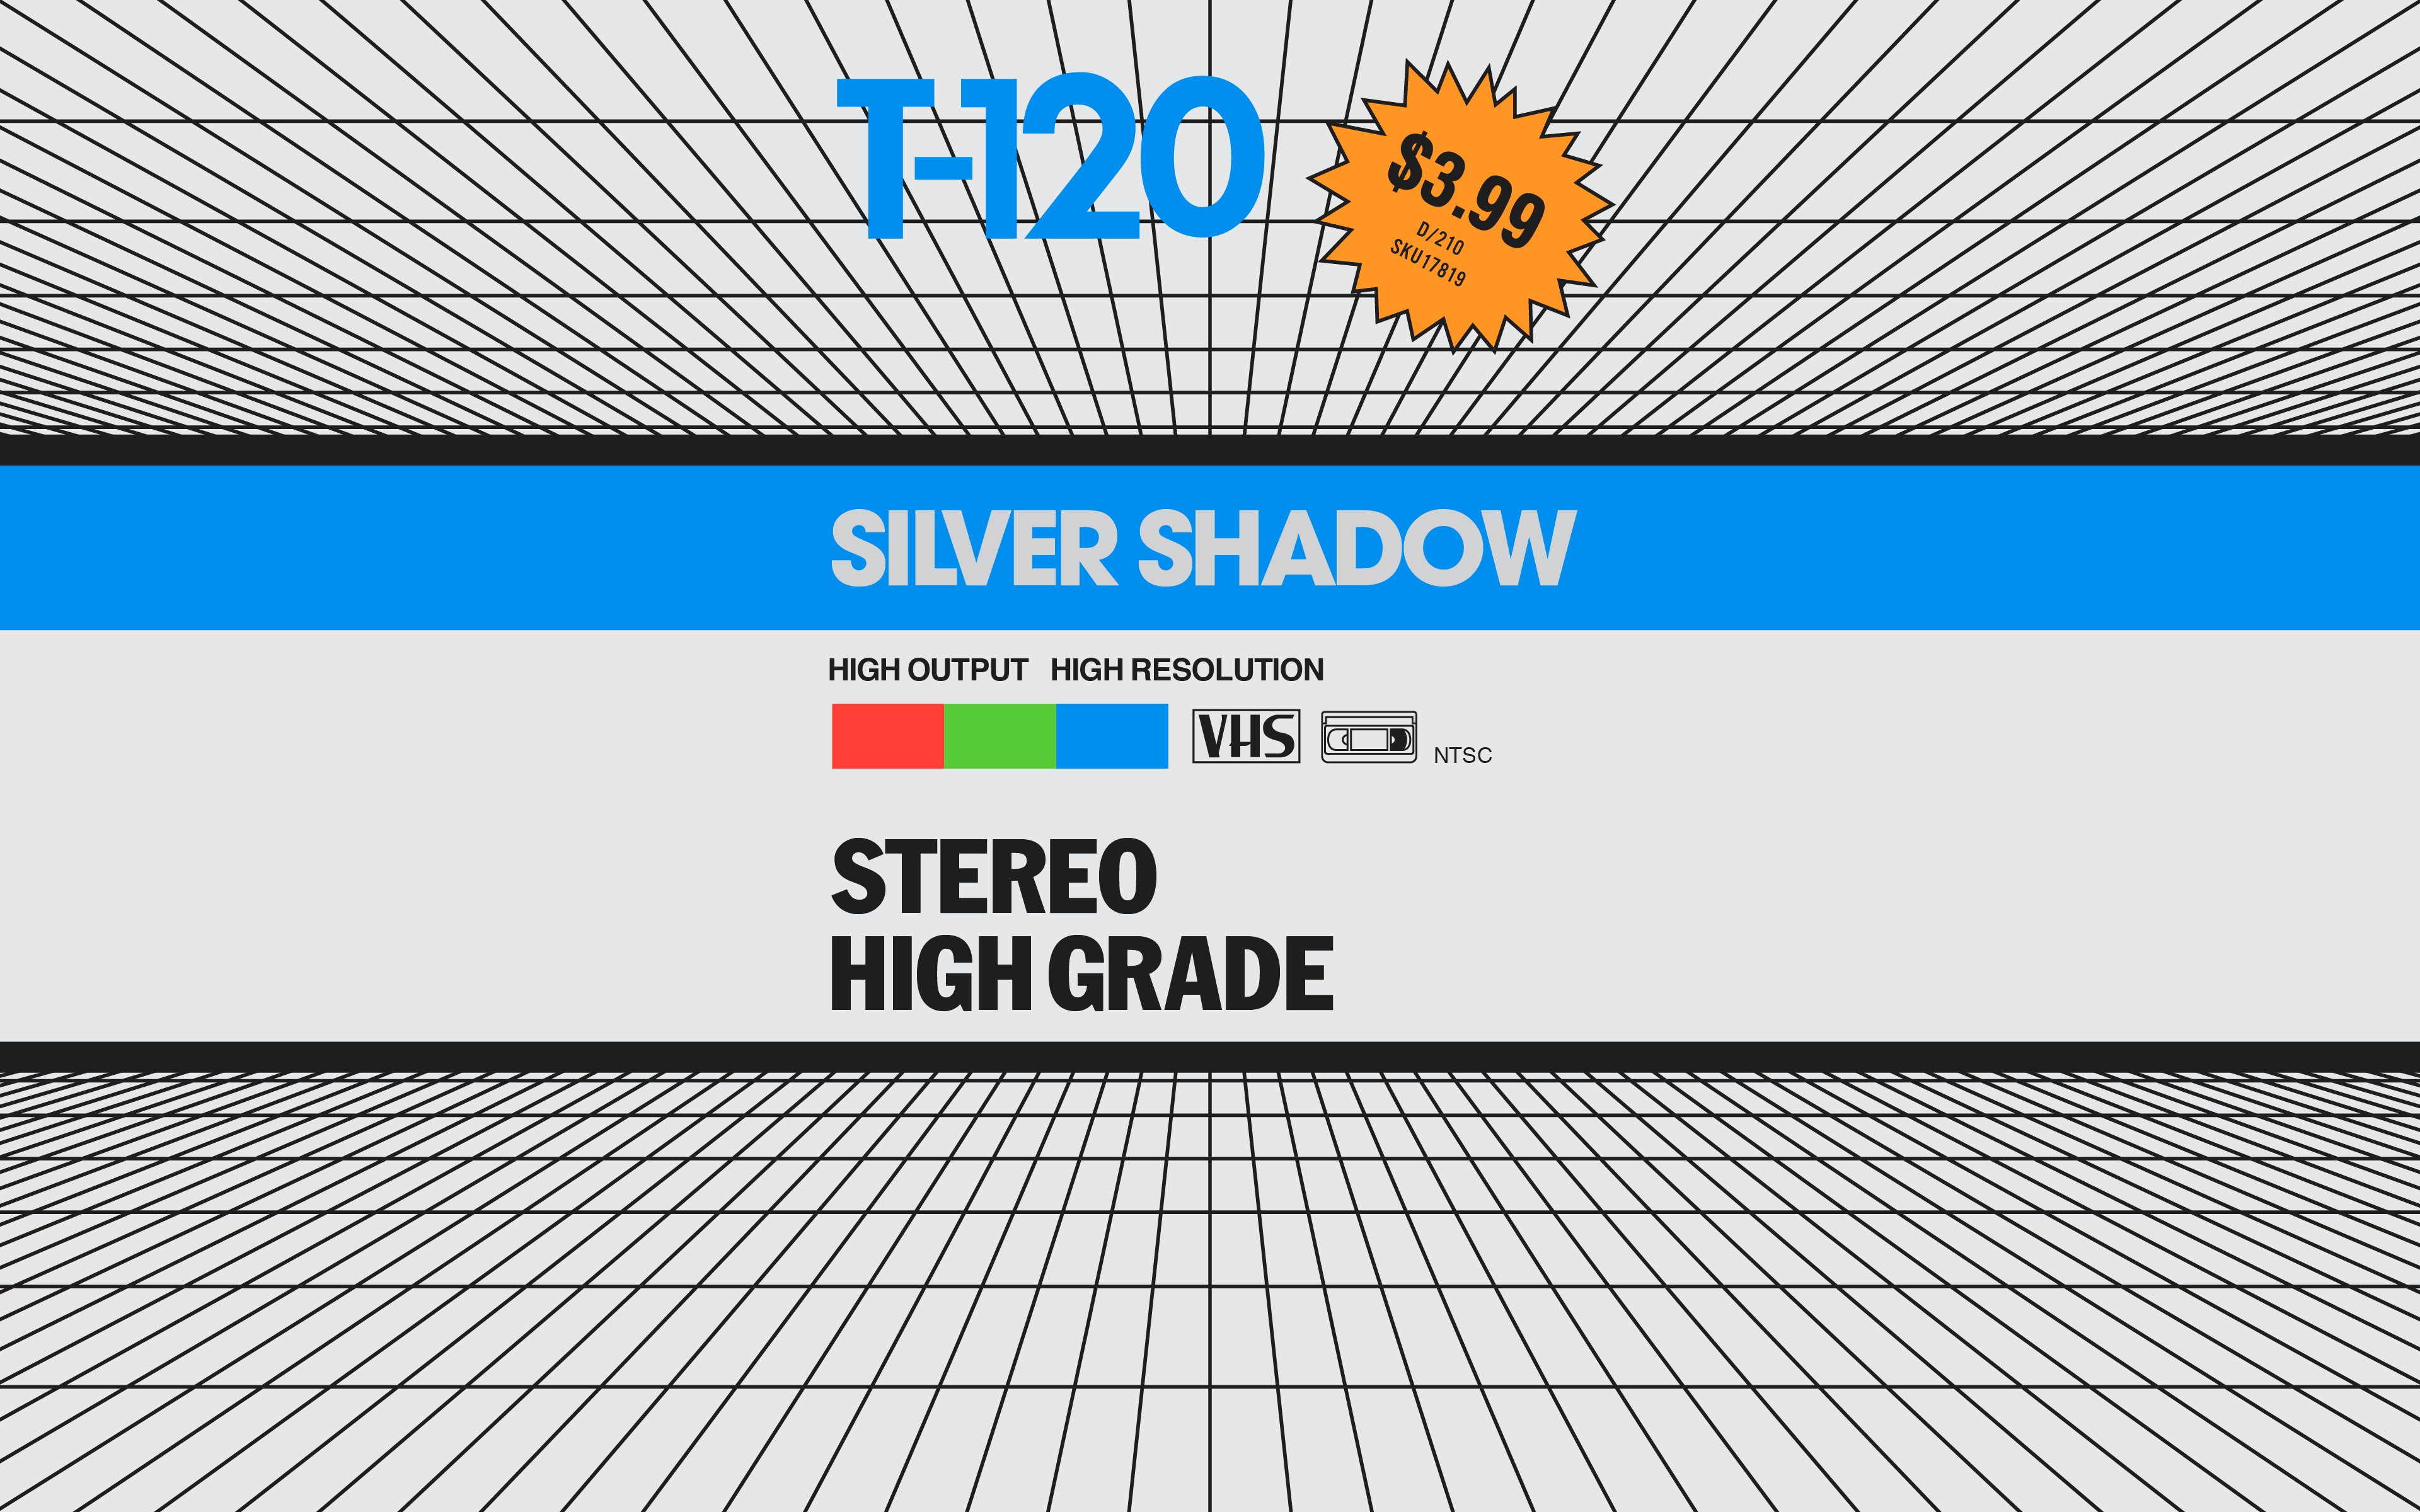 T-120
$3.99
D/210
SKU17819
SILVER SHADOW
HIGH OUTPUT HIGH RESOLUTION
VHS NTSC
STEREO
HIGH GRADE